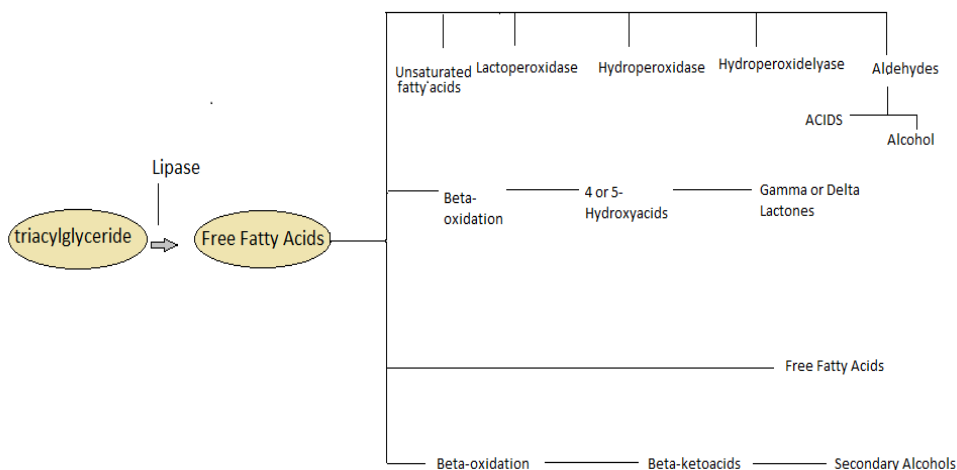 Unsaturated
fatty acids
Lactoperoxidase
Hydroperoxidase
Hydroperoxidelyase
Aldehydes
ACIDS
Alcohol
Lipase
Beta-
oxidation
4 or 5-
Hydroxyacids
Gamma or Delta
Lactones
triacylglyceride
Free Fatty Acids
Free Fatty Acids
Beta-oxidation
Beta-ketoacids
Secondary Alcohols